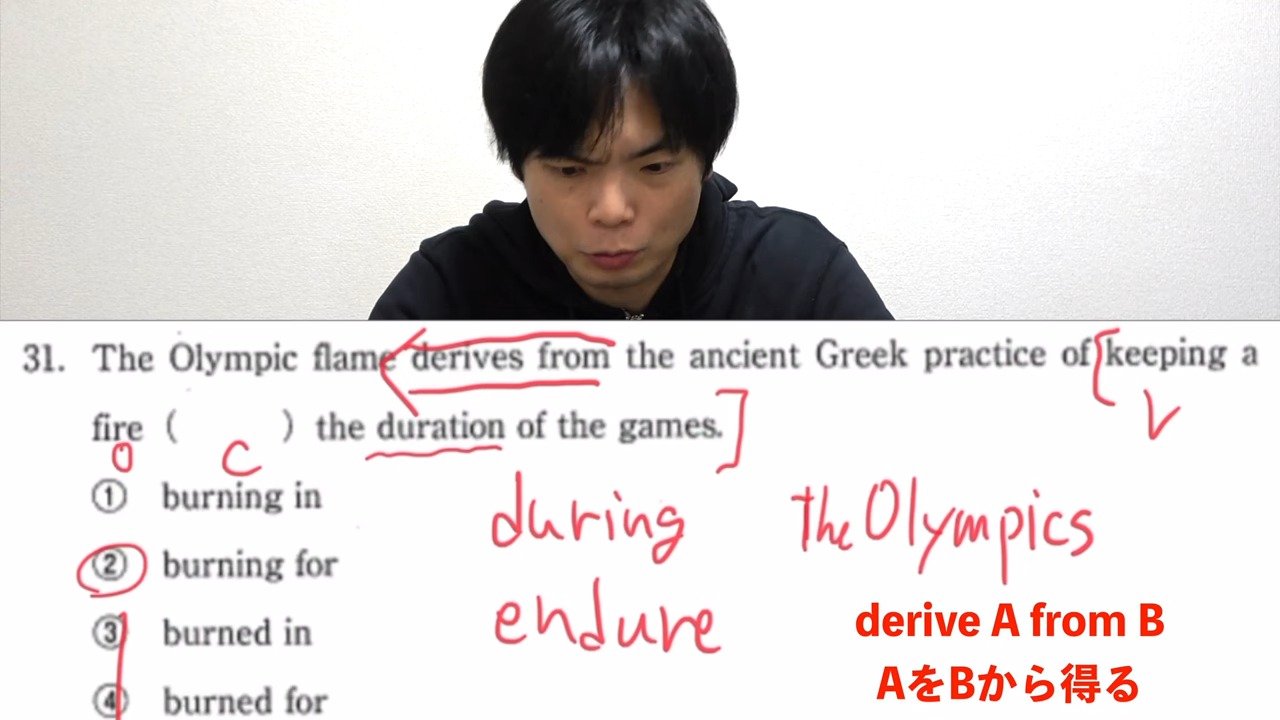 31. The Olympic flame derives from the ancient Greek practice of [keeping a
V
fire ( ) the duration of the games.]
O
C
① burning in
② burning for
③ burned in
④ burned for
during
the Olympics
endure
derive A from B
AをBから得る